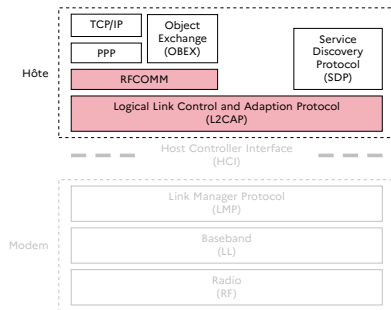 TCP/IP
Object
Exchange
(OBEX)
PPP
Service
Discovery
Protocol
(SDP)
Hôte
RFCOMM
Logical Link Control and Adaption Protocol
(L2CAP)
Host Controller Interface
(HCI)
Link Manager Protocol
(LMP)
Modem
Baseband
(LL)
Radio
(RF)